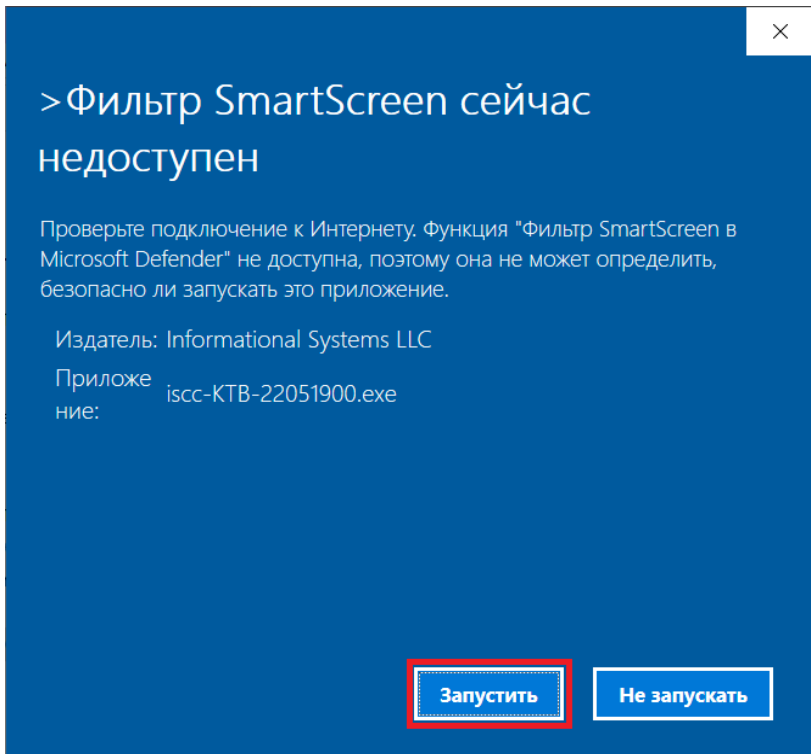 >Фильтр SmartScreen сейчас
недоступен
Проверьте подключение к Интернету. Функция "Фильтр SmartScreen в
Microsoft Defender" не доступна, поэтому она не может определить,
безопасно ли запускать это приложение.
Издатель: Informational Systems LLC
Приложе
ние:
iscc-KTB-22051900.exe
Запустить
Не запускать